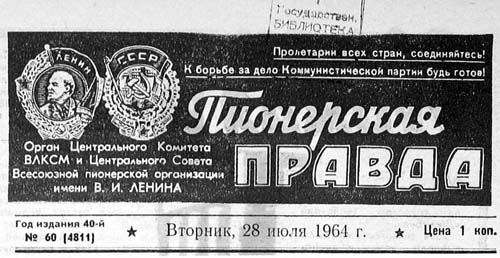 Государствен.
БИБЛИОТЕКА
Пролетарии всех стран, соединяйтесь!
К борьбе за дело Коммунистической партии будь готов!
ЛЕНИН
СССР
Пионерская
ПРАВДА
Орган Центрального Комитета
ВЛКСМ и Центрального Совета
Всесоюзной пионерской организации
имени В. И. ЛЕНИНА
Год издания 40-й
№ 60 (4811)
★ Вторник, 28 июля 1964 г. ★
Цена 1 коп.